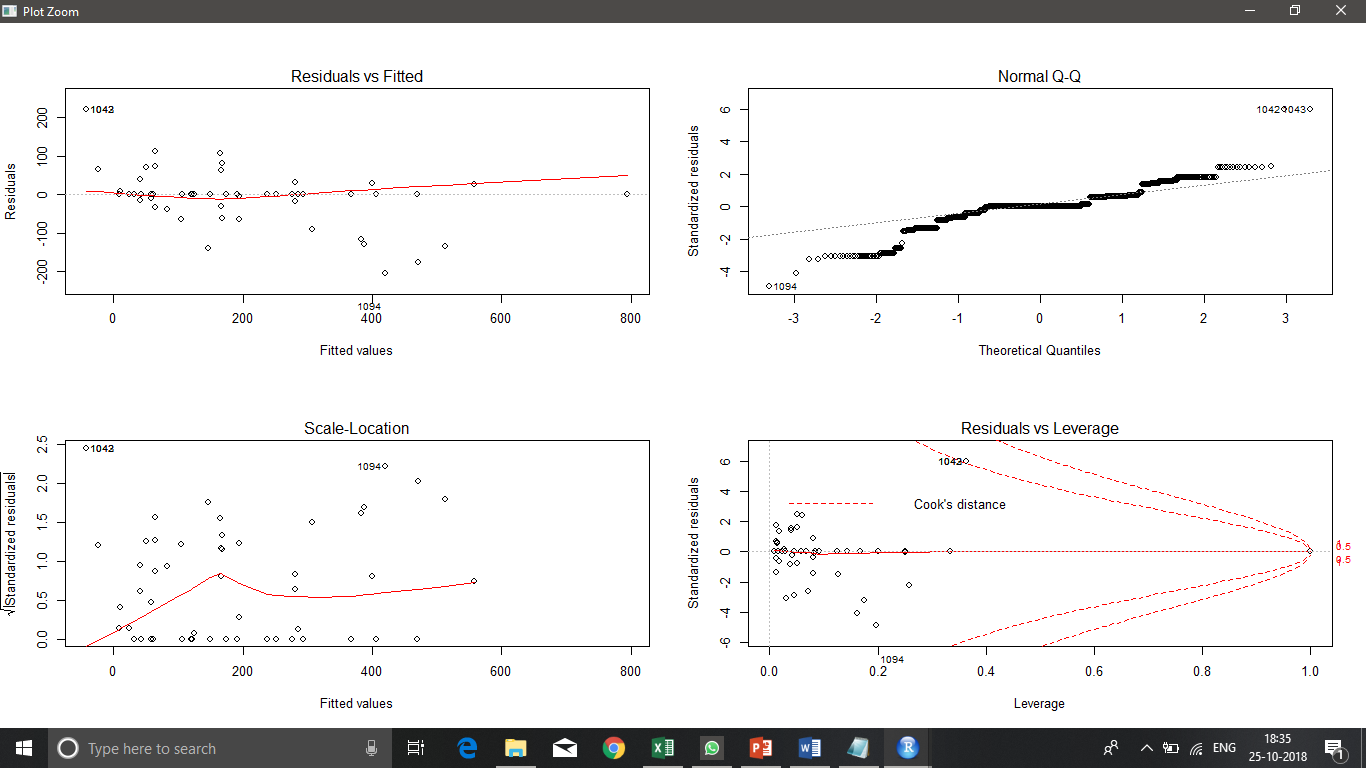 Plot Zoom
Residuals vs Fitted
Residuals
200
100
0
-100
-200
1042
1094
0 200 400 600 800
Fitted values
Normal Q-Q
Standardized residuals
6
4
2
0
-2
-4
1042 1043
1094
-3 -2 -1 0 1 2 3
Theoretical Quantiles
Scale-Location
√|Standardized residuals|
2.5
2.0
1.5
1.0
0.5
0.0
1042
1094
0 200 400 600 800
Fitted values
Residuals vs Leverage
Standardized residuals
6
4
2
0
-2
-4
-6
1042
Cook's distance
1094
1
0.5
0.5
1
0.0 0.2 0.4 0.6 0.8 1.0
Leverage
Type here to search
ENG
18:35
25-10-2018
1